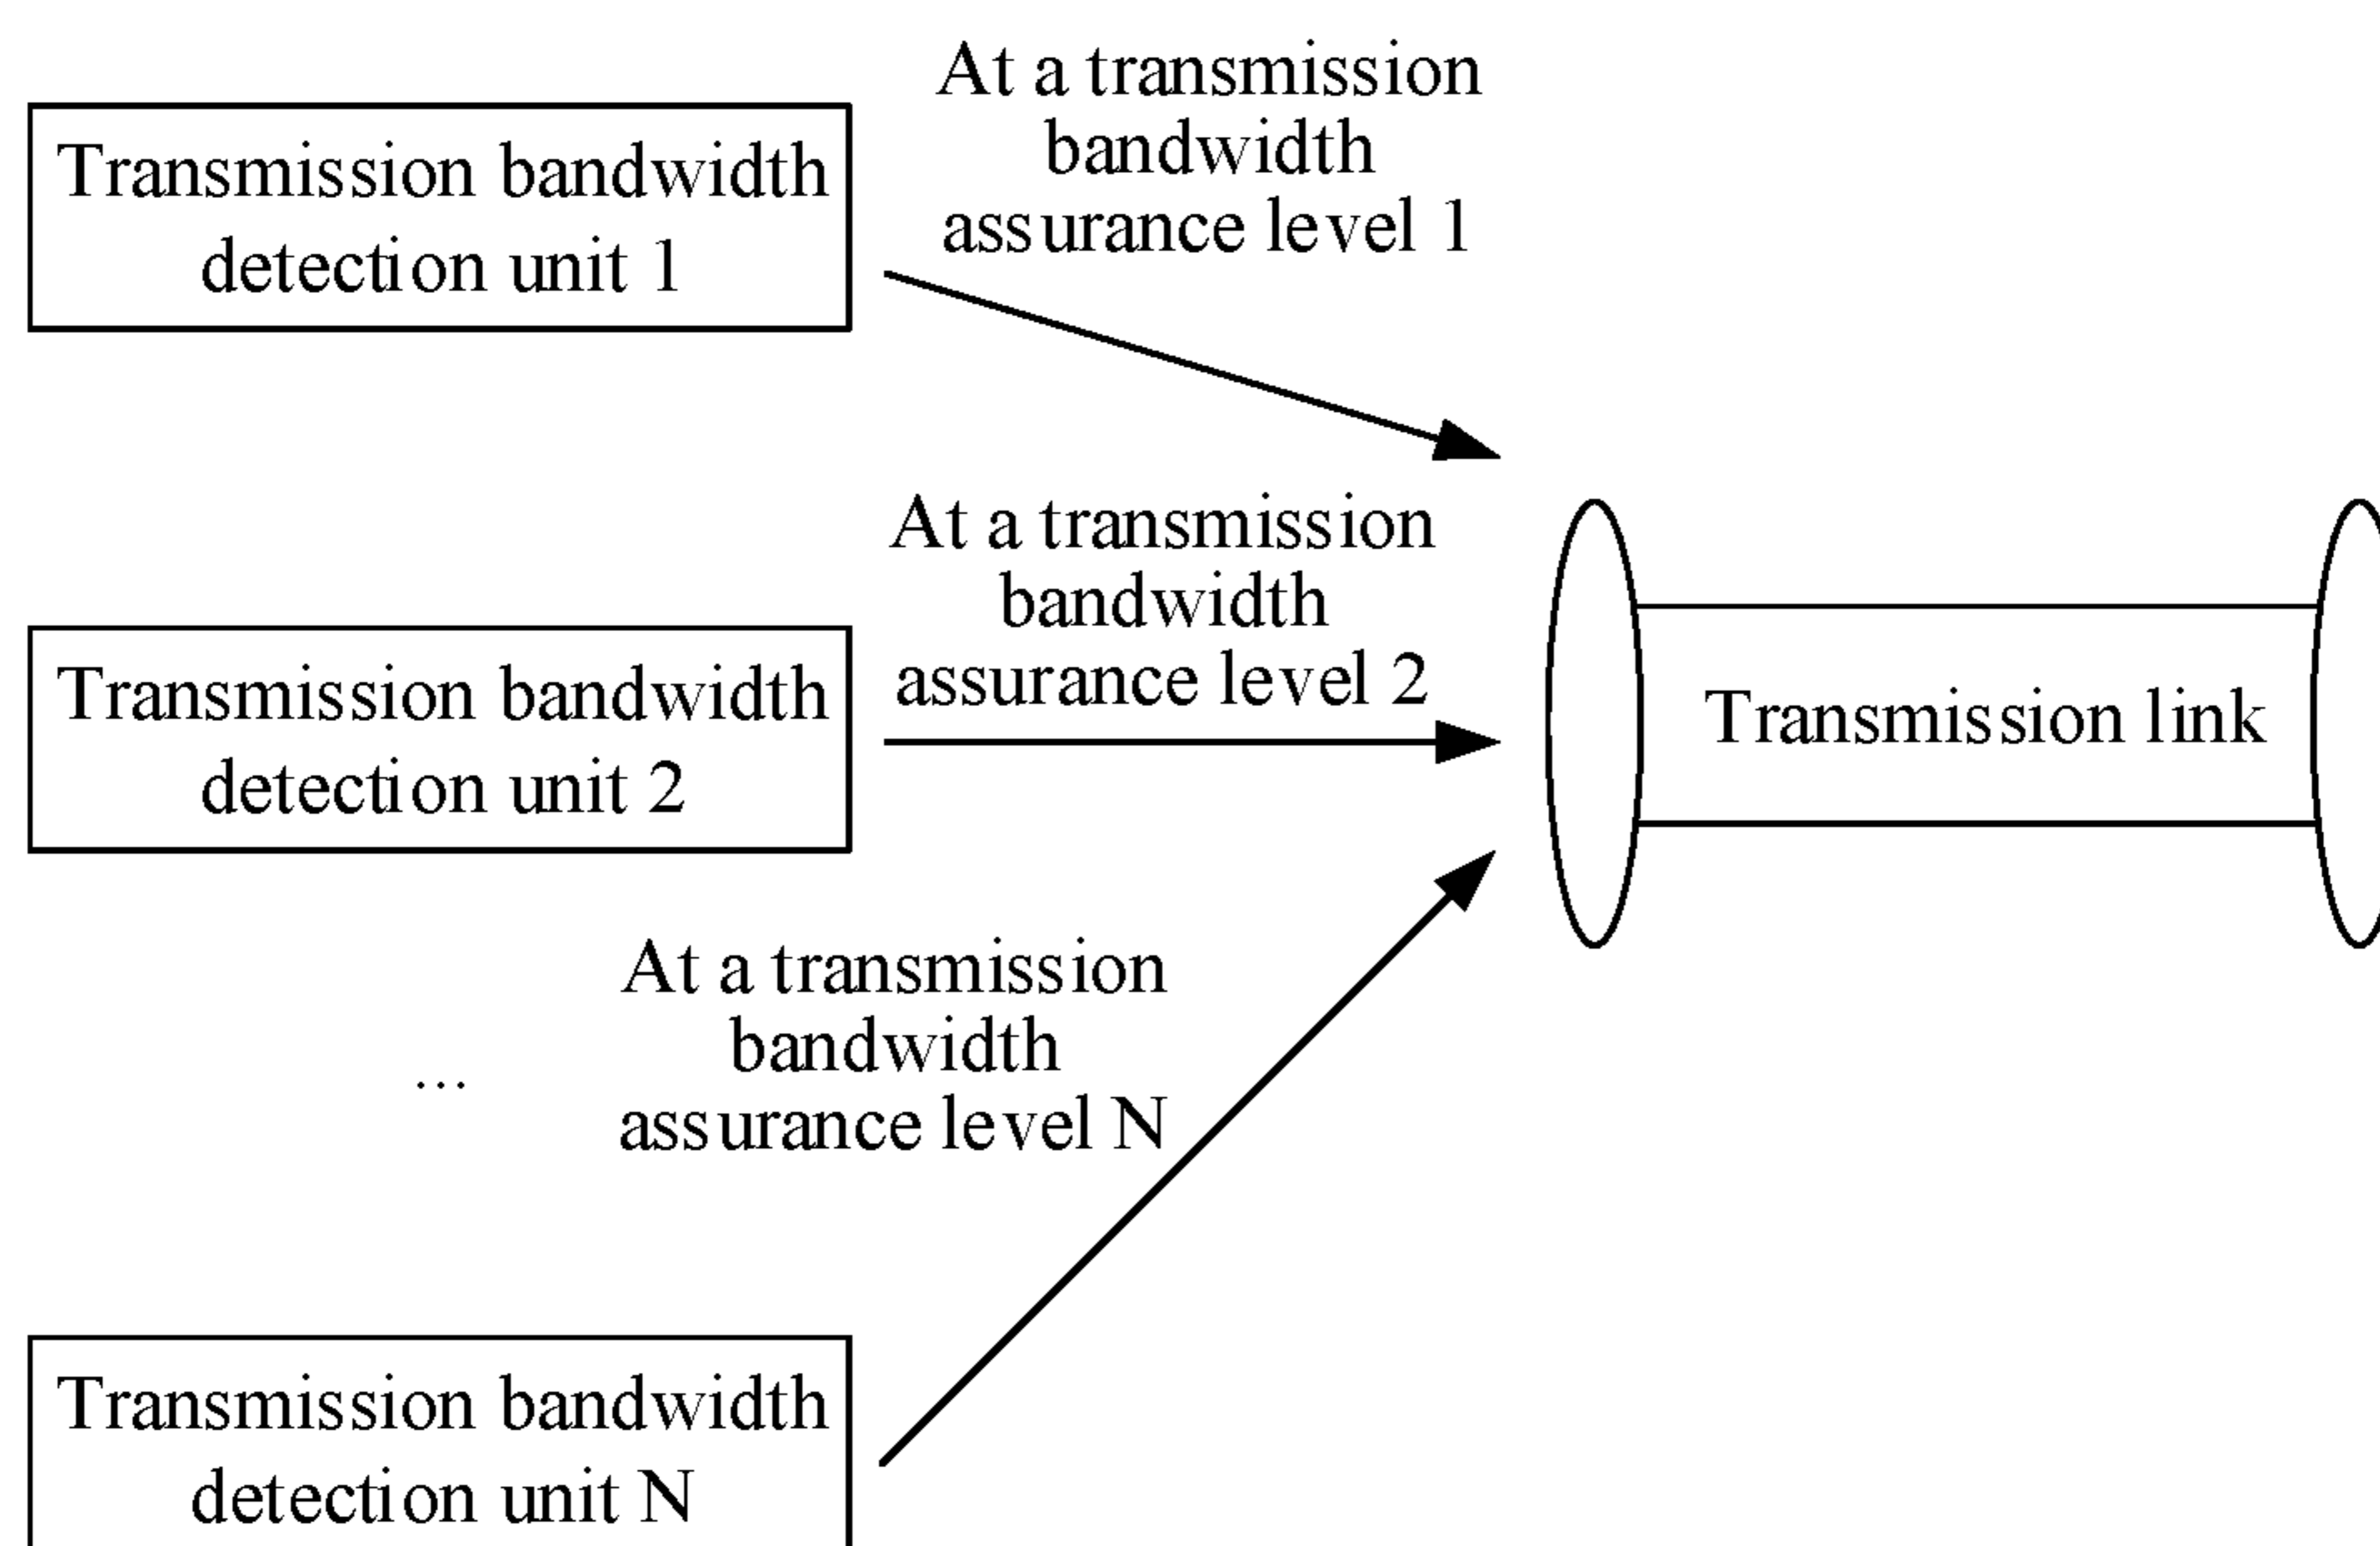 At a transmission
bandwidth
assurance level 1
Transmission bandwidth
detection unit 1
At a transmission
bandwidth
assurance level 2
Transmission bandwidth
detection unit 2
Transmission link
At a transmission
bandwidth
assurance level N
...
Transmission bandwidth
detection unit N